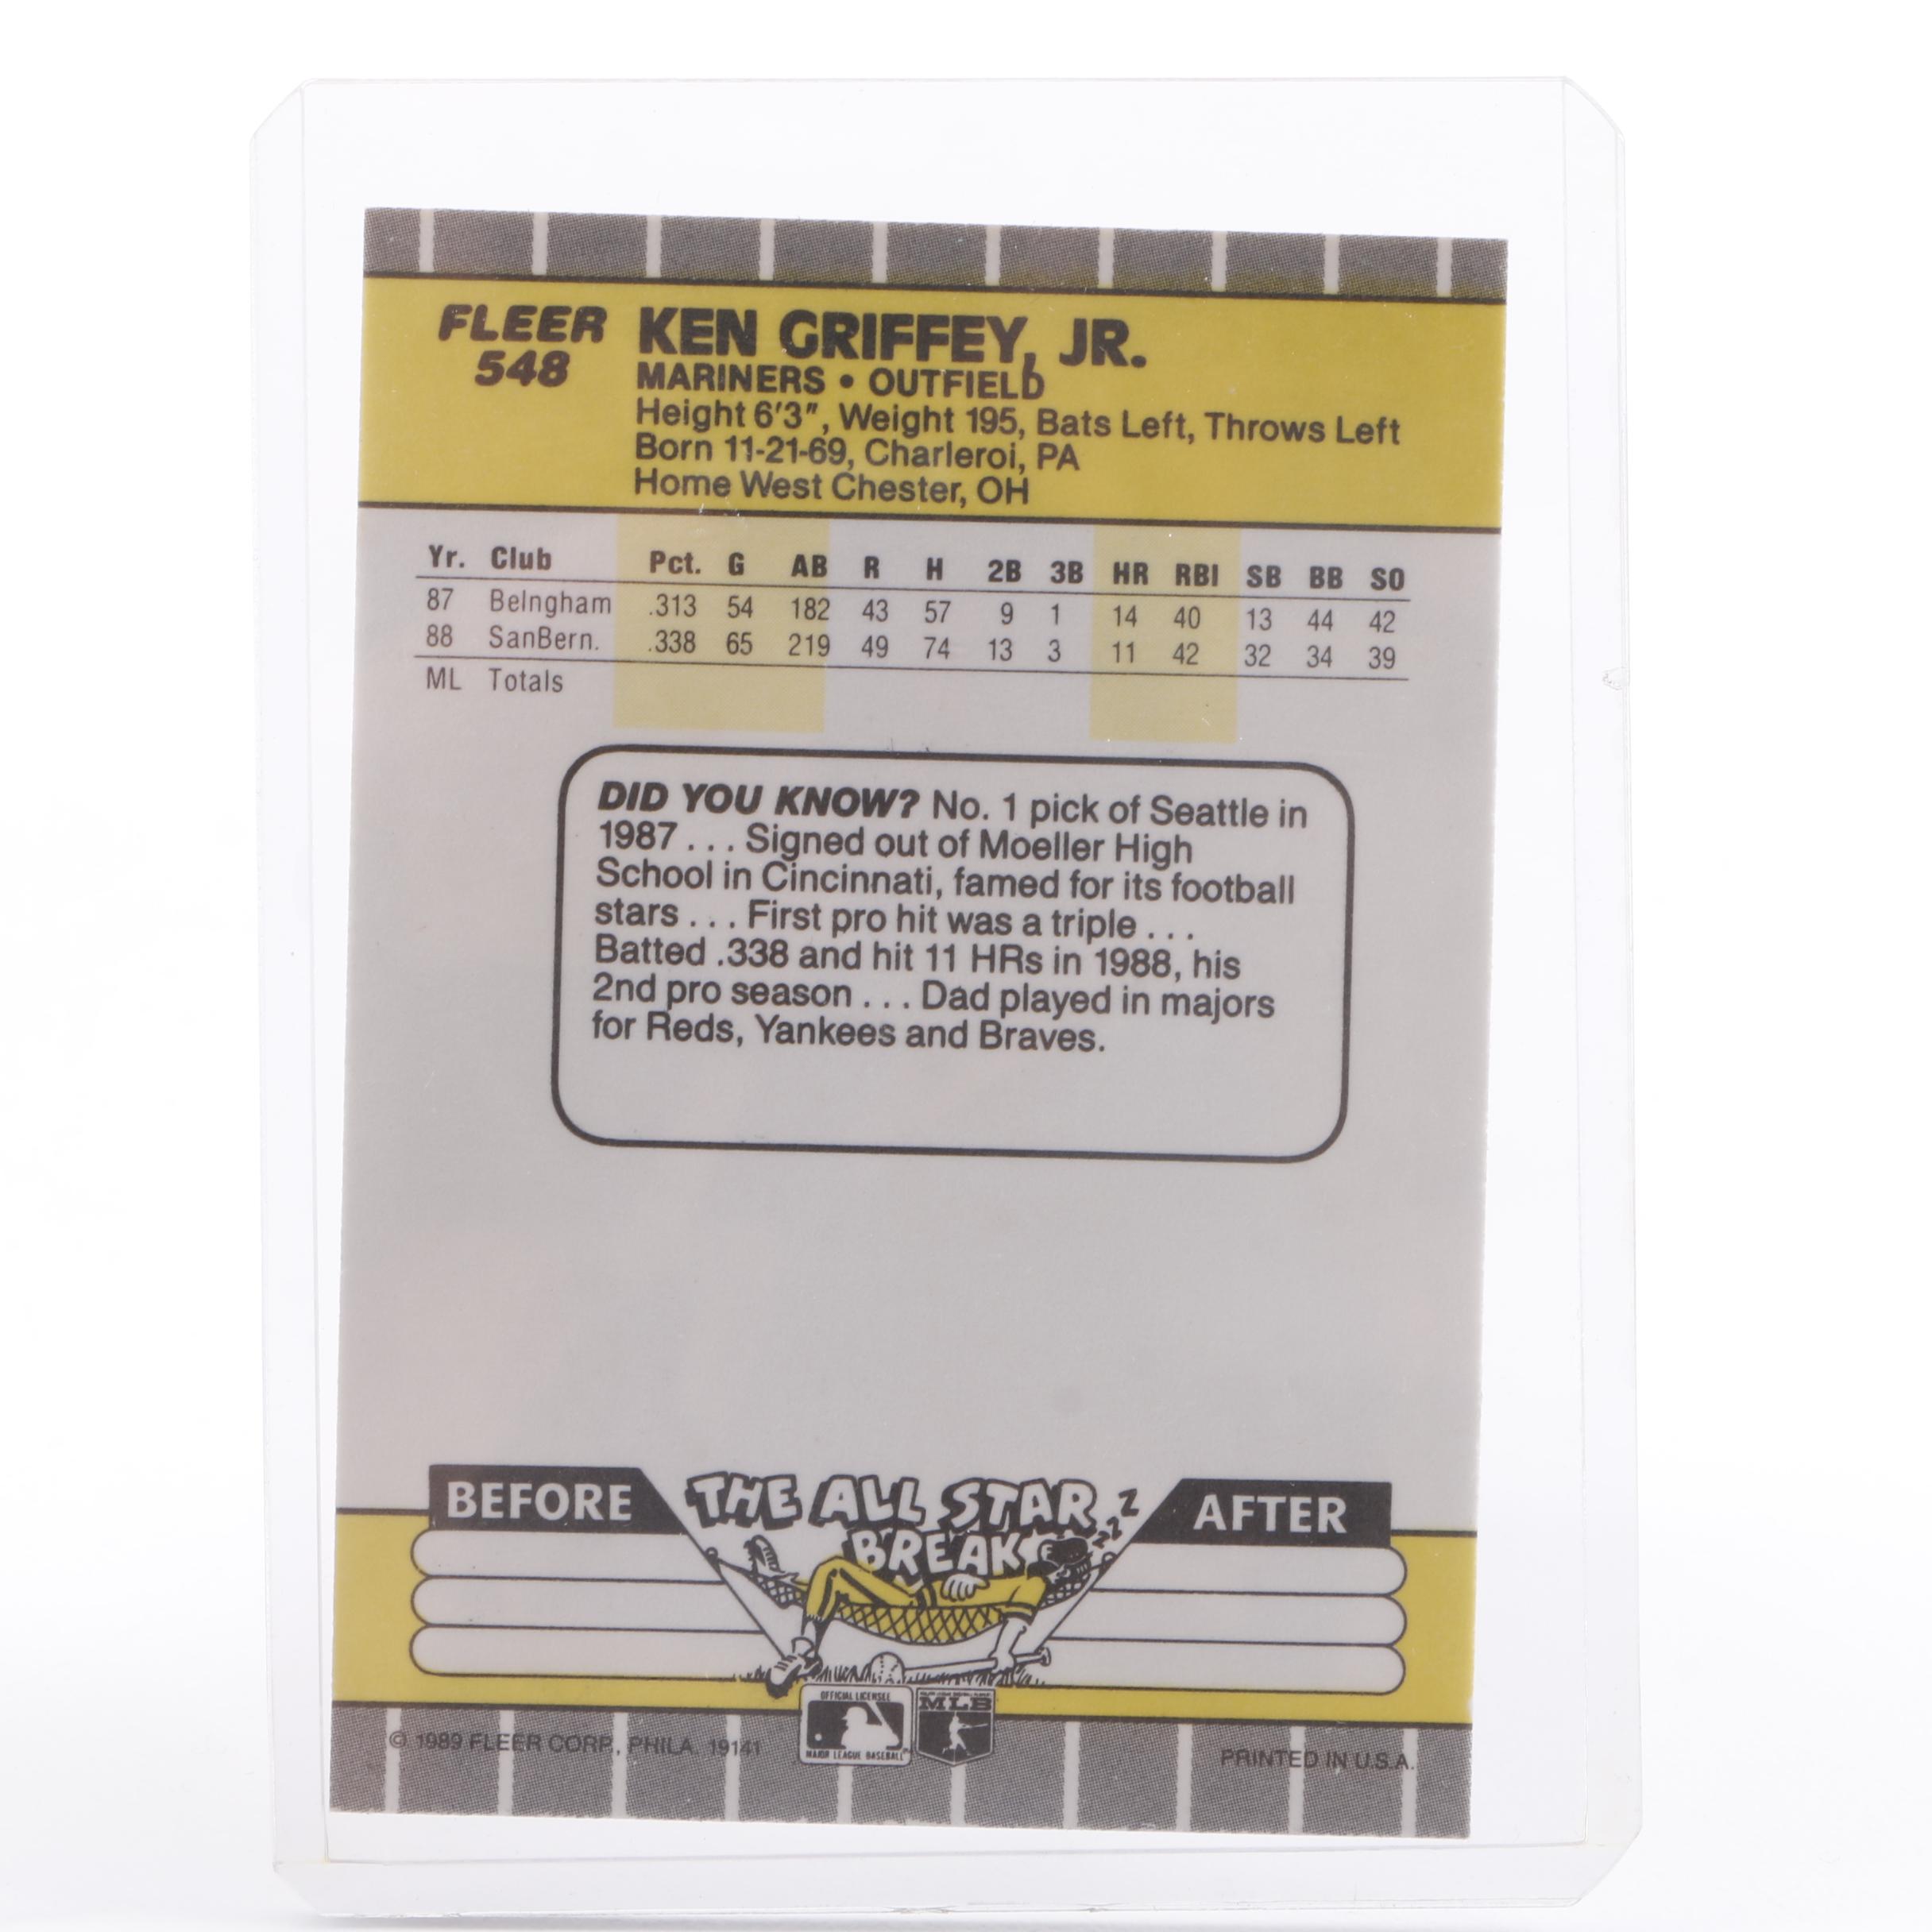 FLEER
548
KEN GRIFFEY, JR.
MARINERS • OUTFIELD
Height 6'3", Weight 195, Bats Left, Throws Left
Born 11-21-69, Charleroi, PA
Home West Chester, OH
Yr. Club Pct. G AB R H 2B 3B HR RBI SB BB SO
87 Belngham .313 54 182 43 57 9 1 14 40 13 44 42
88 SanBern. .338 65 219 49 74 13 3 11 42 32 34 39
ML Totals
DID YOU KNOW? No. 1 pick of Seattle in
1987 . . . Signed out of Moeller High
School in Cincinnati, famed for its football
stars . . . First pro hit was a triple . . .
Batted .338 and hit 11 HRs in 1988, his
2nd pro season . . . Dad played in majors
for Reds, Yankees and Braves.
BEFORE
THE ALL STAR
BREAK
Z
Z
Z
Z
AFTER
OFFICIAL LICENSEE
MAJOR LEAGUE BASEBALL
MLB
© 1989 FLEER CORP., PHILA. 19141
PRINTED IN U.S.A.